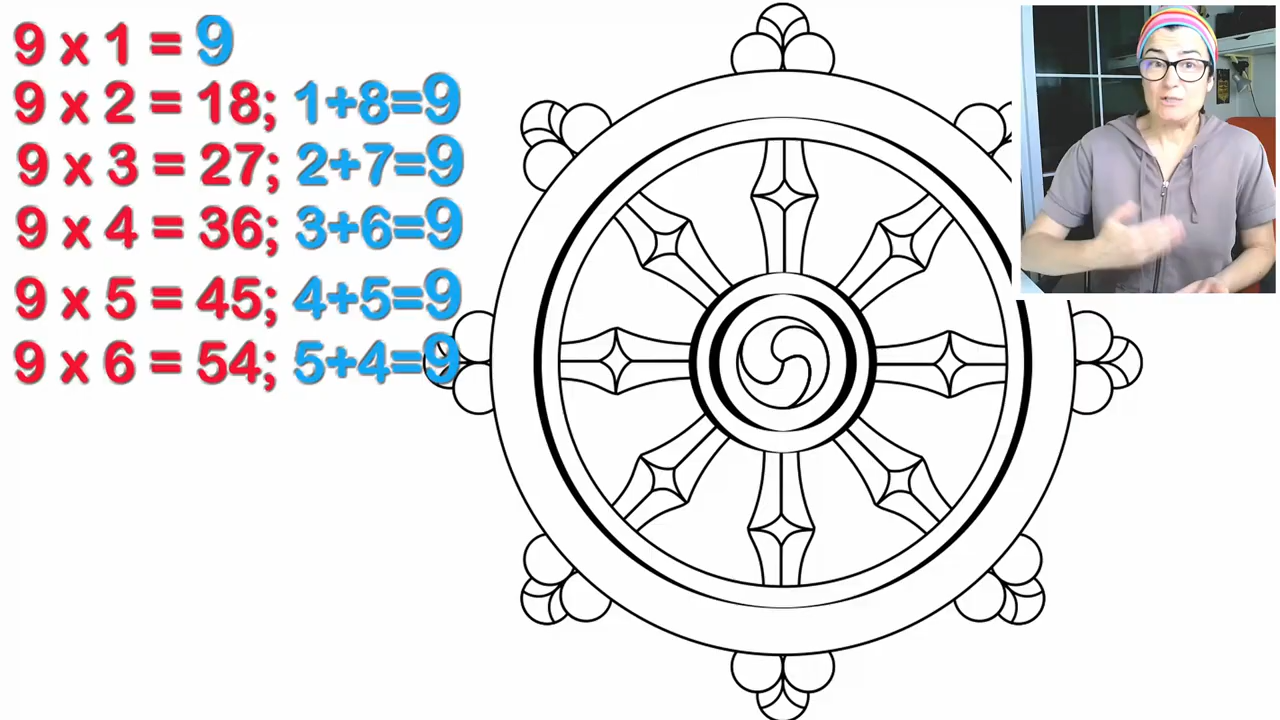 9 x 1 = 9
9 x 2 = 18; 1+8=9
9 x 3 = 27; 2+7=9
9 x 4 = 36; 3+6=9
9 x 5 = 45; 4+5=9
9 x 6 = 54; 5+4=9